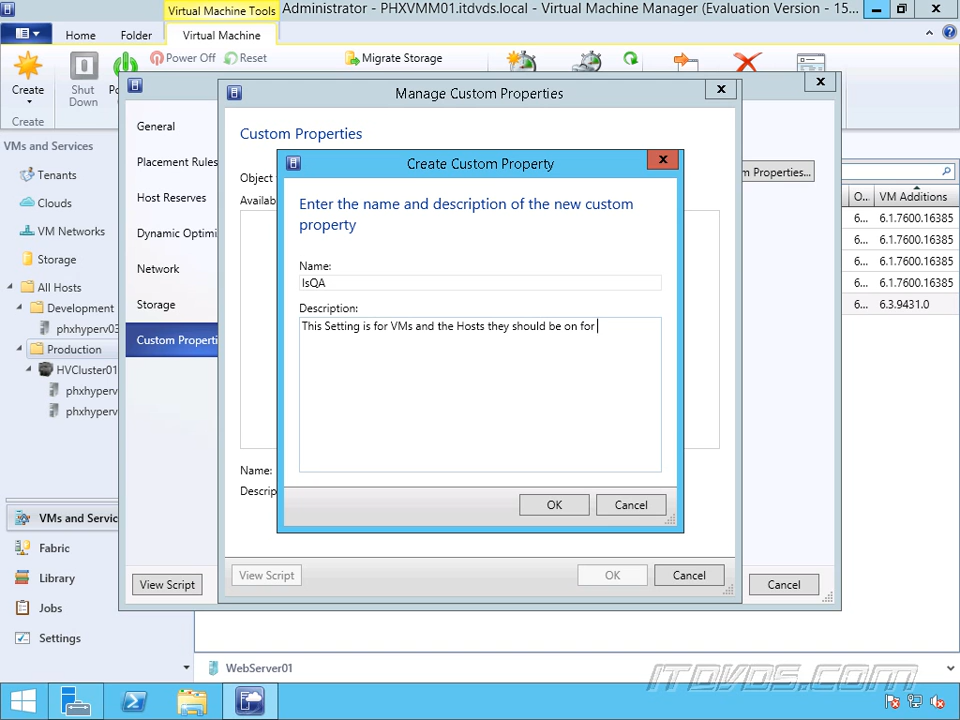 Virtual Machine Tools
Administrator - PHXVMM01.itdvds.local - Virtual Machine Manager (Evaluation Version - 15...
Home
Folder
Virtual Machine
Create
Shut
Down
Power Off
Reset
Migrate Storage
Create
VMs and Services
Tenants
Clouds
VM Networks
Storage
All Hosts
Development
phxhyperv03
Production
HVCluster01
phxhyperv
phxhyperv
VMs and Servic
Fabric
Library
Jobs
Settings
General
Placement Rules
Host Reserves
Dynamic Optimi
Network
Storage
Custom Properti
View Script
m Properties...
Cancel
Manage Custom Properties
Custom Properties
Object
Availab
Name:
Descrip
View Script
OK
Cancel
Create Custom Property
Enter the name and description of the new custom
property
Name:
IsQA
Description:
This Setting is for VMs and the Hosts they should be on for
OK
Cancel
O... VM Additions
6... 6.1.7600.16385
6... 6.1.7600.16385
6... 6.1.7600.16385
6... 6.1.7600.16385
6... 6.3.9431.0
WebServer01
ITDVDS.COM